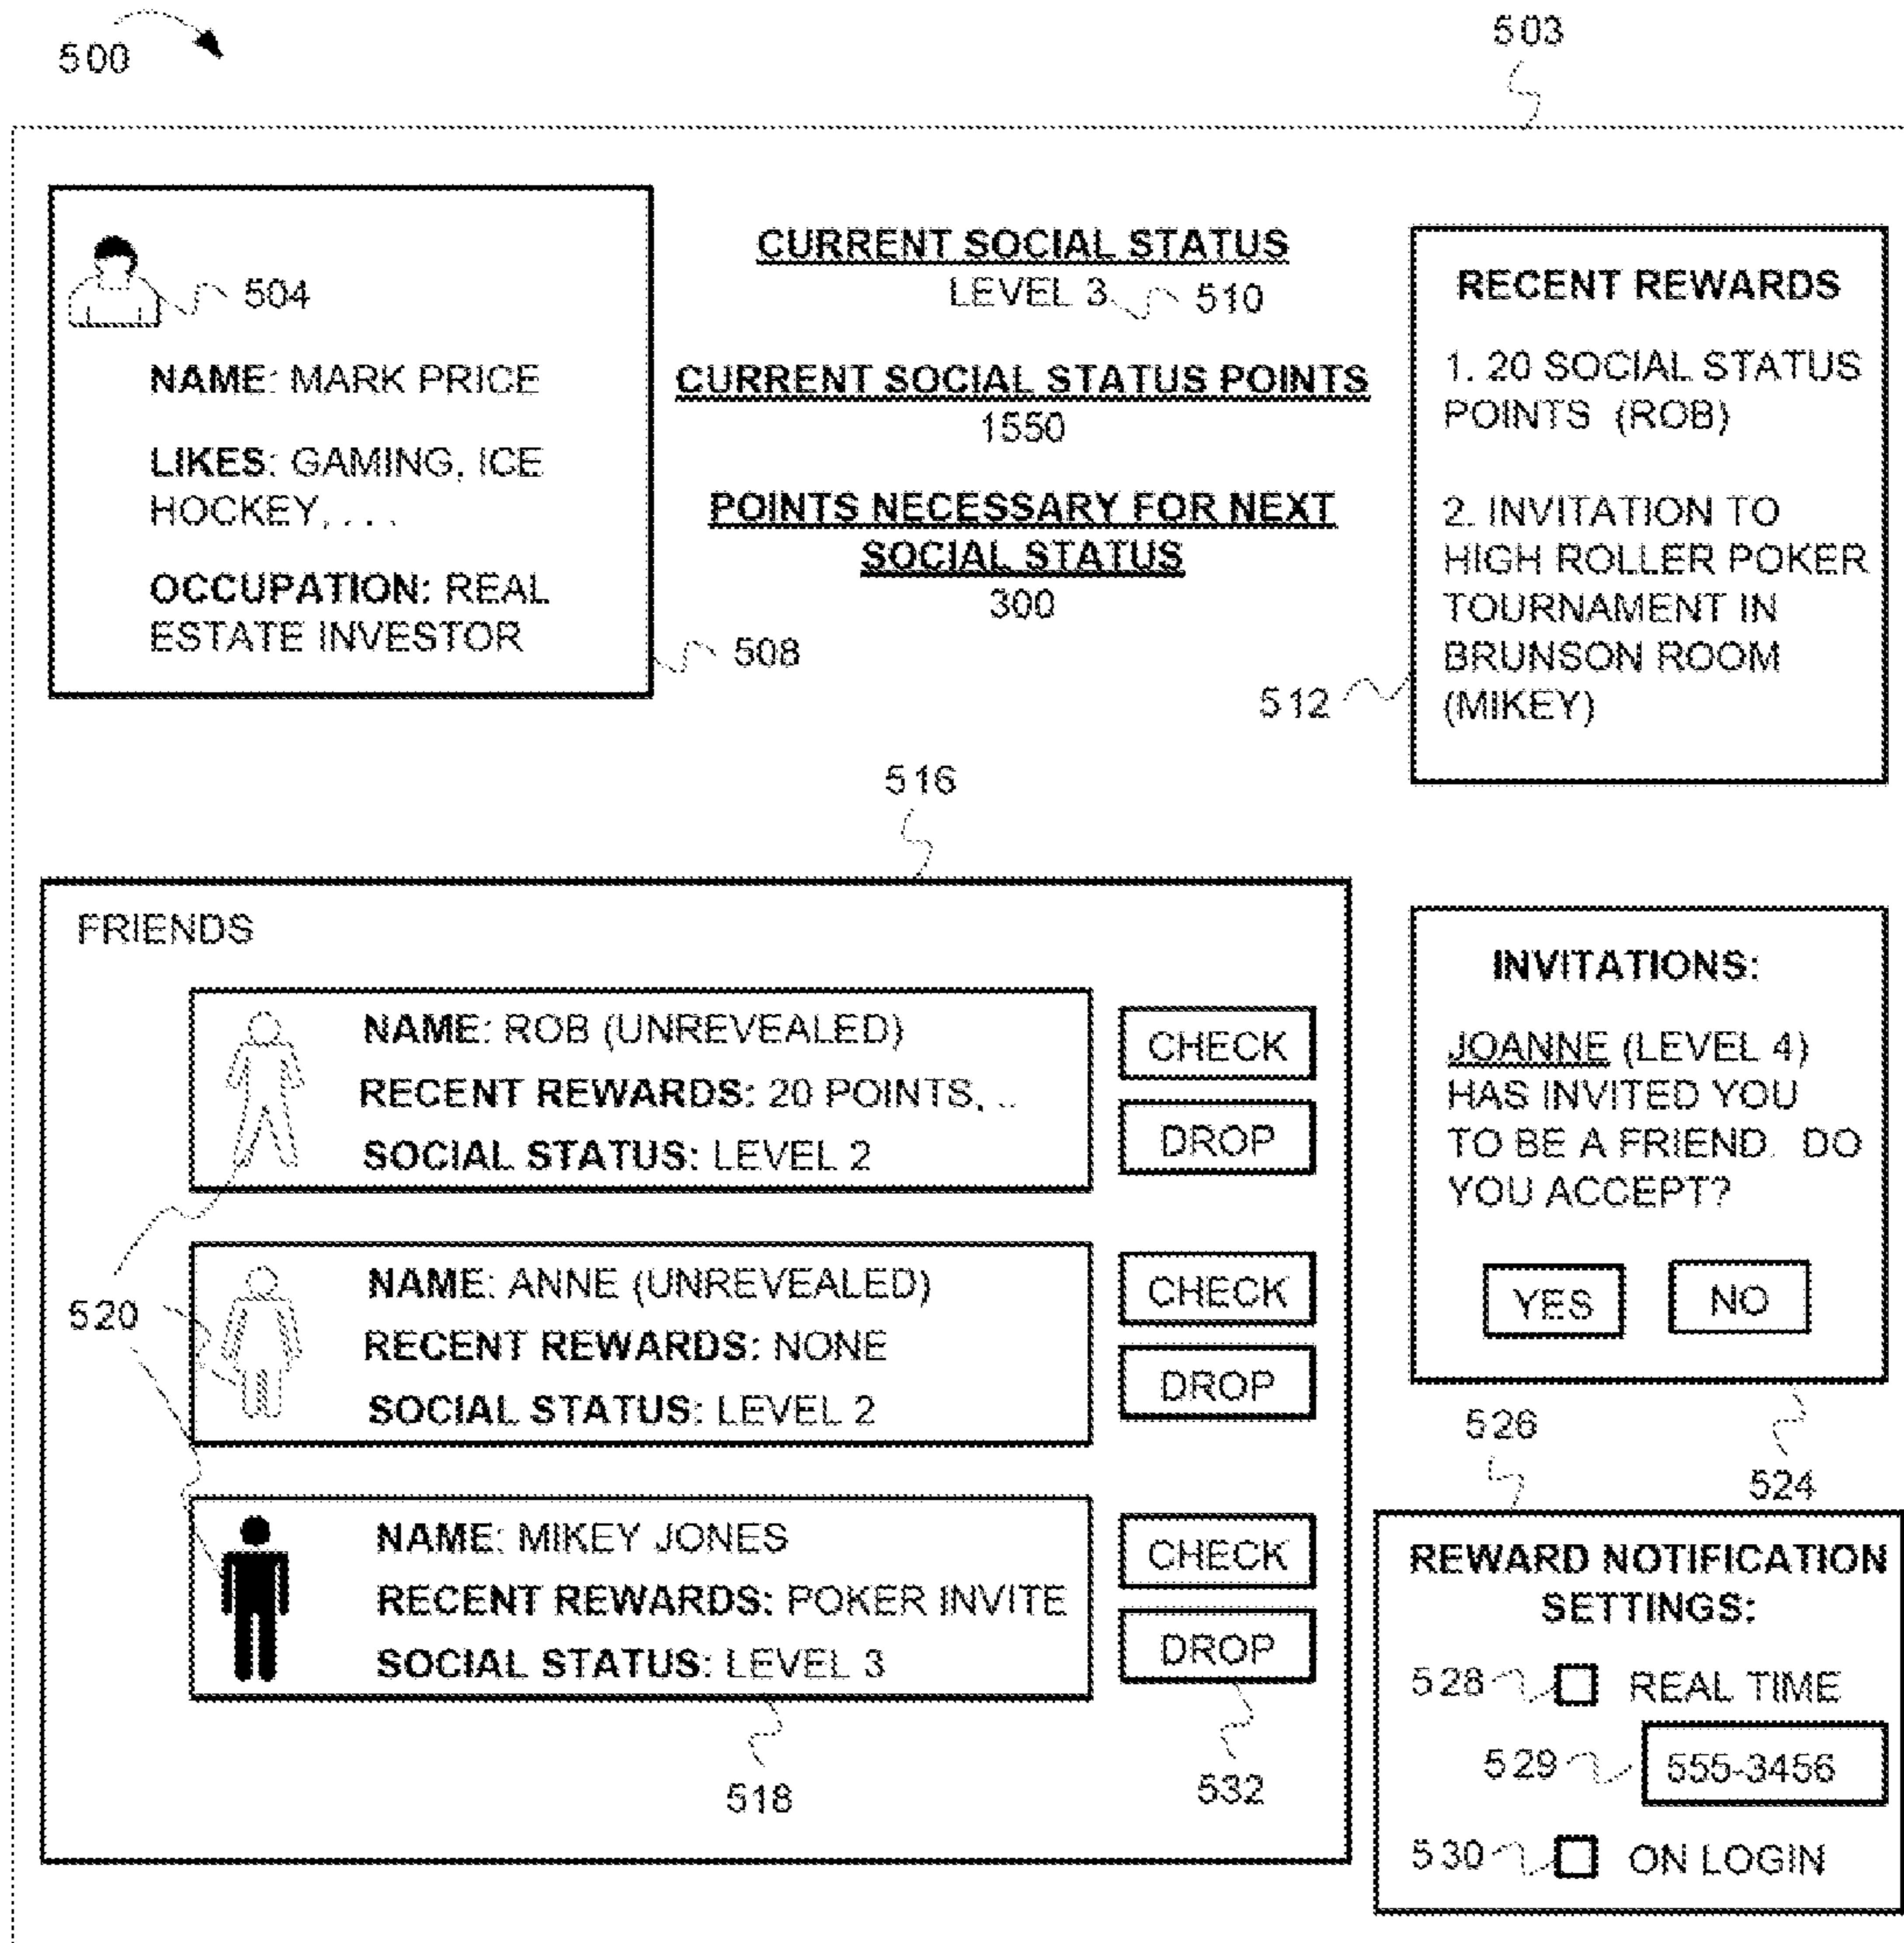 500
503
504
NAME: MARK PRICE
LIKES: GAMING, ICE
HOCKEY, . . .
OCCUPATION: REAL
ESTATE INVESTOR
508
CURRENT SOCIAL STATUS
LEVEL 3
510
CURRENT SOCIAL STATUS POINTS
1550
POINTS NECESSARY FOR NEXT
SOCIAL STATUS
300
RECENT REWARDS
1. 20 SOCIAL STATUS
POINTS (ROB)
2. INVITATION TO
HIGH ROLLER POKER
TOURNAMENT IN
BRUNSON ROOM
(MIKEY)
512
516
FRIENDS
NAME: ROB (UNREVEALED)
RECENT REWARDS: 20 POINTS, ..
SOCIAL STATUS: LEVEL 2
CHECK
DROP
NAME: ANNE (UNREVEALED)
RECENT REWARDS: NONE
SOCIAL STATUS: LEVEL 2
CHECK
DROP
520
NAME: MIKEY JONES
RECENT REWARDS: POKER INVITE
SOCIAL STATUS: LEVEL 3
CHECK
DROP
518
532
INVITATIONS:
JOANNE (LEVEL 4)
HAS INVITED YOU
TO BE A FRIEND. DO
YOU ACCEPT?
YES
NO
526
524
REWARD NOTIFICATION
SETTINGS:
528
REAL TIME
529
555-3456
530
ON LOGIN